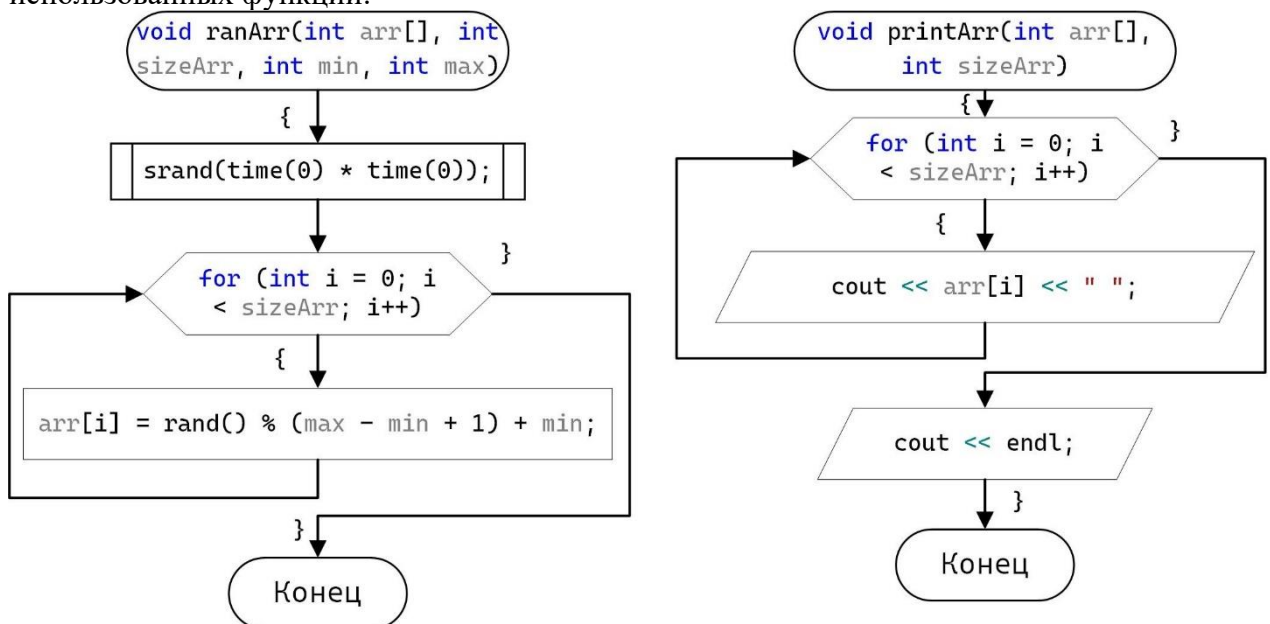 использованных функций:
void ranArr(int arr[], int
sizeArr, int min, int max)
{
srand(time(0) * time(0));
for (int i = 0; i
< sizeArr; i++)
}
{
arr[i] = rand() % (max - min + 1) + min;
}
Конец
void printArr(int arr[],
int sizeArr)
{
for (int i = 0; i
< sizeArr; i++)
}
{
cout << arr[i] << " ";
cout << endl;
}
Конец